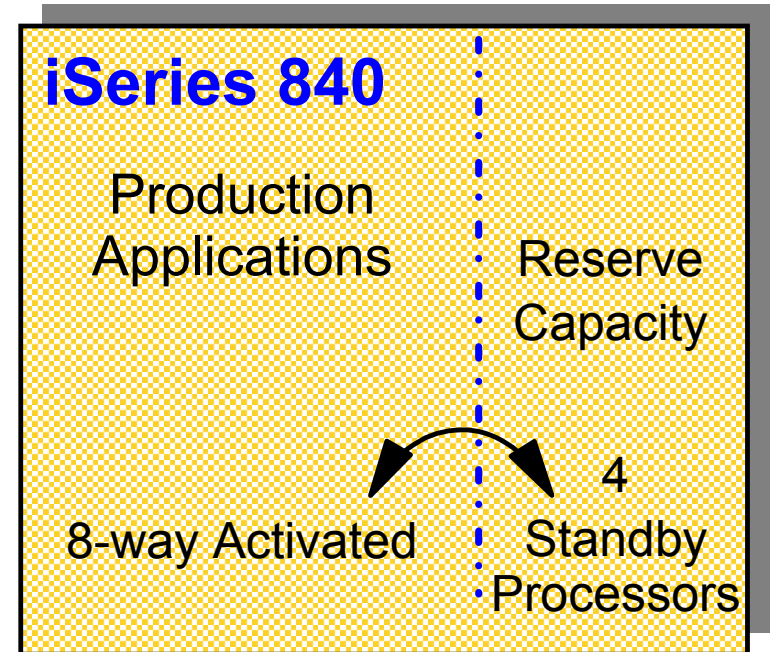 iSeries 840
Production
Applications
8-way Activated
Reserve
Capacity
4
Standby
Processors